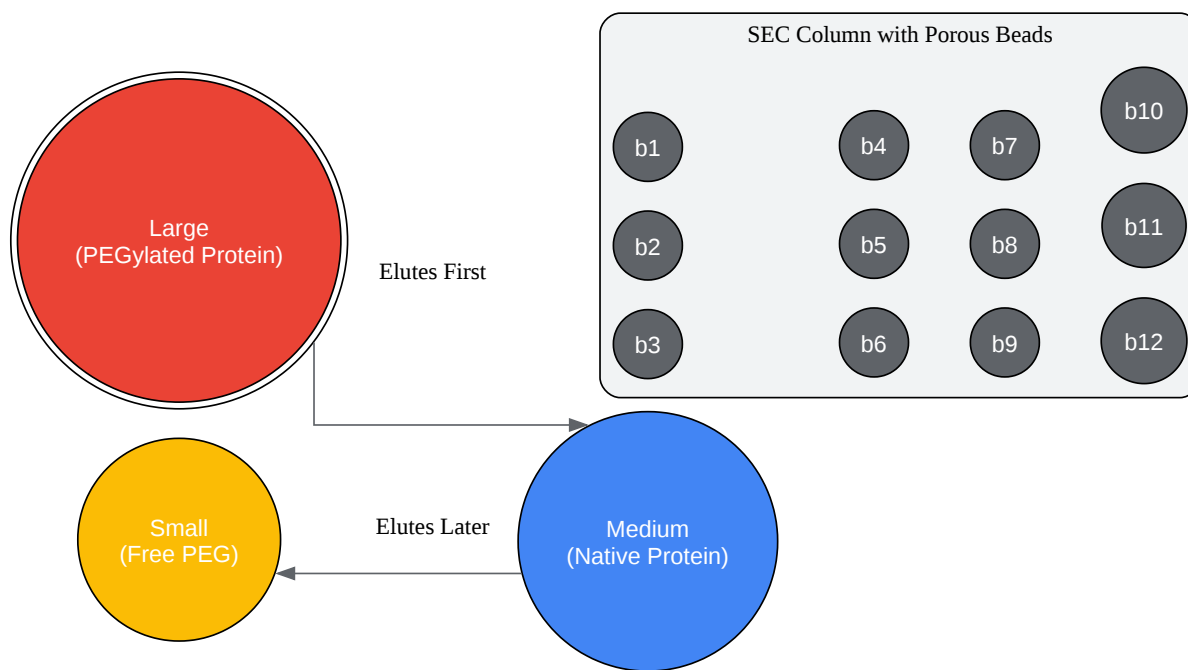 SEC Column with Porous Beads
b1
b4
b7
b10
b2
b5
b8
b11
b3
b6
b9
b12
Large
(PEGylated Protein)
Elutes First
Small
(Free PEG)
Elutes Later
Medium
(Native Protein)